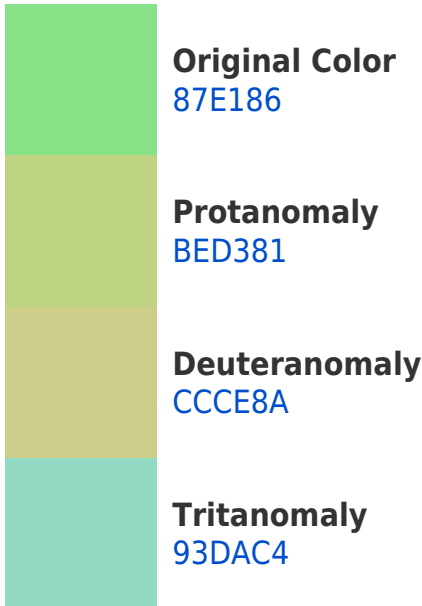 Original Color
87E186
Protanomaly
BED381
Deuteranomaly
CCCE8A
Tritanomaly
93DAC4